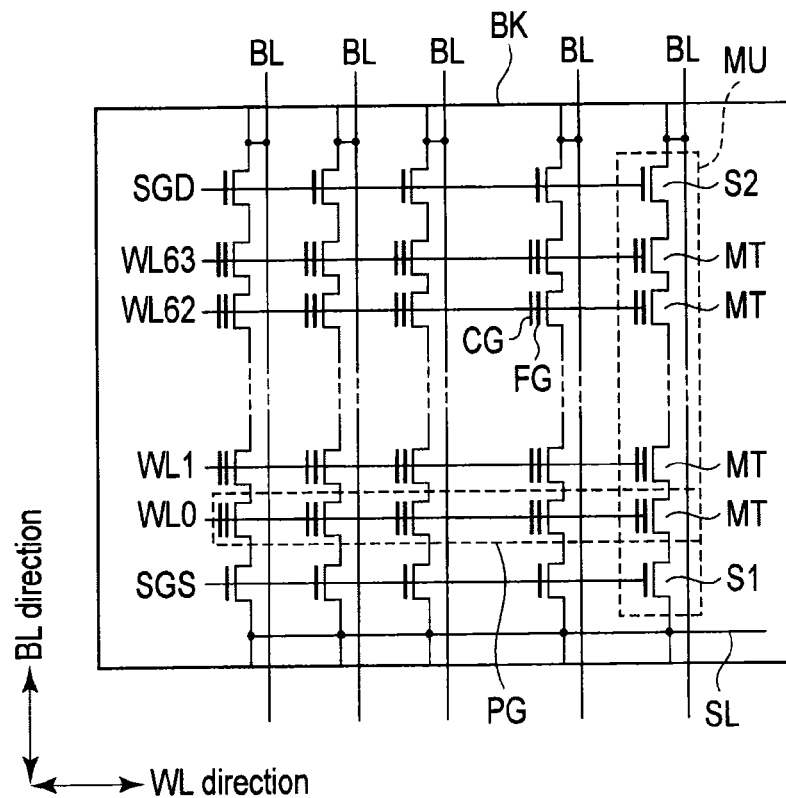 BK
BL BL BL BL BL
MU
SGD
S2
WL63
MT
WL62
MT
CG
FG
WL1
MT
WL0
MT
SGS
S1
BL direction
PG
SL
WL direction